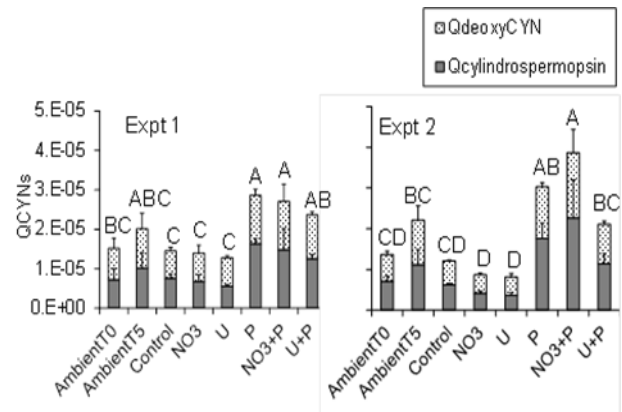 QdeoxyCYN
Qcylindrospermopsin
5.E-05
4.E-05
3.E-05
2.E-05
1.E-05
0.E+00
QCYNs
Expt 1
BC
ABC
C
C
C
A
A
AB
AmbientT0
AmbientT5
Control
NO3
U
P
NO3+P
U+P
Expt 2
CD
BC
CD
D
D
AB
A
BC
AmbientT0
AmbientT5
Control
NO3
U
P
NO3+P
U+P